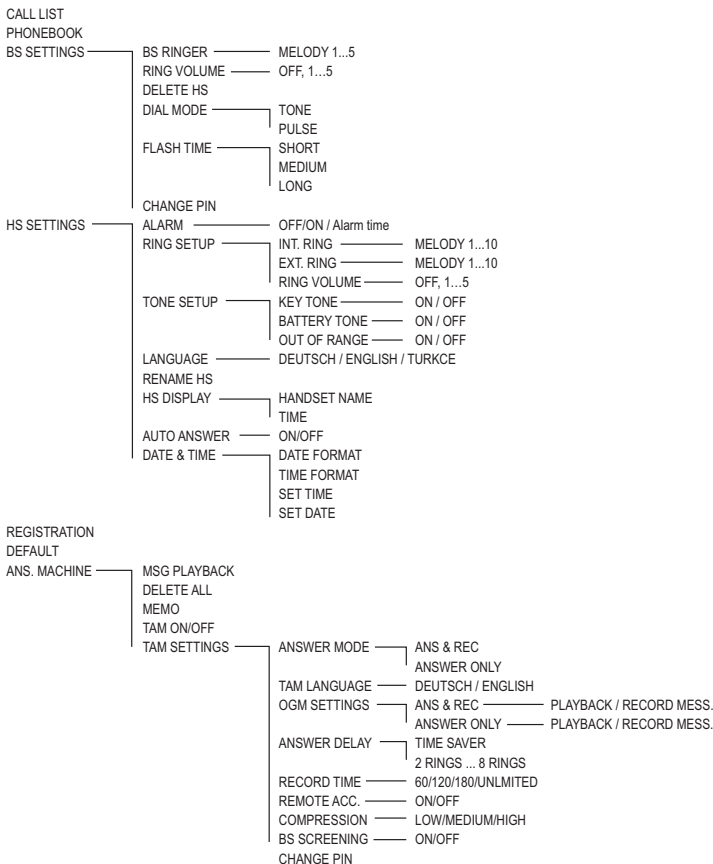 CALL LIST
PHONEBOOK
BS SETTINGS BS RINGER MELODY 1...5
RING VOLUME OFF, 1…5
DELETE HS
DIAL MODE TONE
PULSE
FLASH TIME SHORT
MEDIUM
LONG
CHANGE PIN
HS SETTINGS ALARM OFF/ON / Alarm time
RING SETUP INT. RING MELODY 1...10
EXT. RING MELODY 1...10
RING VOLUME OFF, 1…5
TONE SETUP KEY TONE ON / OFF
BATTERY TONE ON / OFF
OUT OF RANGE ON / OFF
LANGUAGE DEUTSCH / ENGLISH / TURKCE
RENAME HS
HS DISPLAY HANDSET NAME
TIME
AUTO ANSWER ON/OFF
DATE & TIME DATE FORMAT
TIME FORMAT
SET TIME
SET DATE
REGISTRATION
DEFAULT
ANS. MACHINE MSG PLAYBACK
DELETE ALL
MEMO
TAM ON/OFF
TAM SETTINGS ANSWER MODE ANS & REC
ANSWER ONLY
TAM LANGUAGE DEUTSCH / ENGLISH
OGM SETTINGS ANS & REC PLAYBACK / RECORD MESS.
ANSWER ONLY PLAYBACK / RECORD MESS.
ANSWER DELAY TIME SAVER
2 RINGS ... 8 RINGS
RECORD TIME 60/120/180/UNLMITED
REMOTE ACC. ON/OFF
COMPRESSION LOW/MEDIUM/HIGH
BS SCREENING ON/OFF
CHANGE PIN